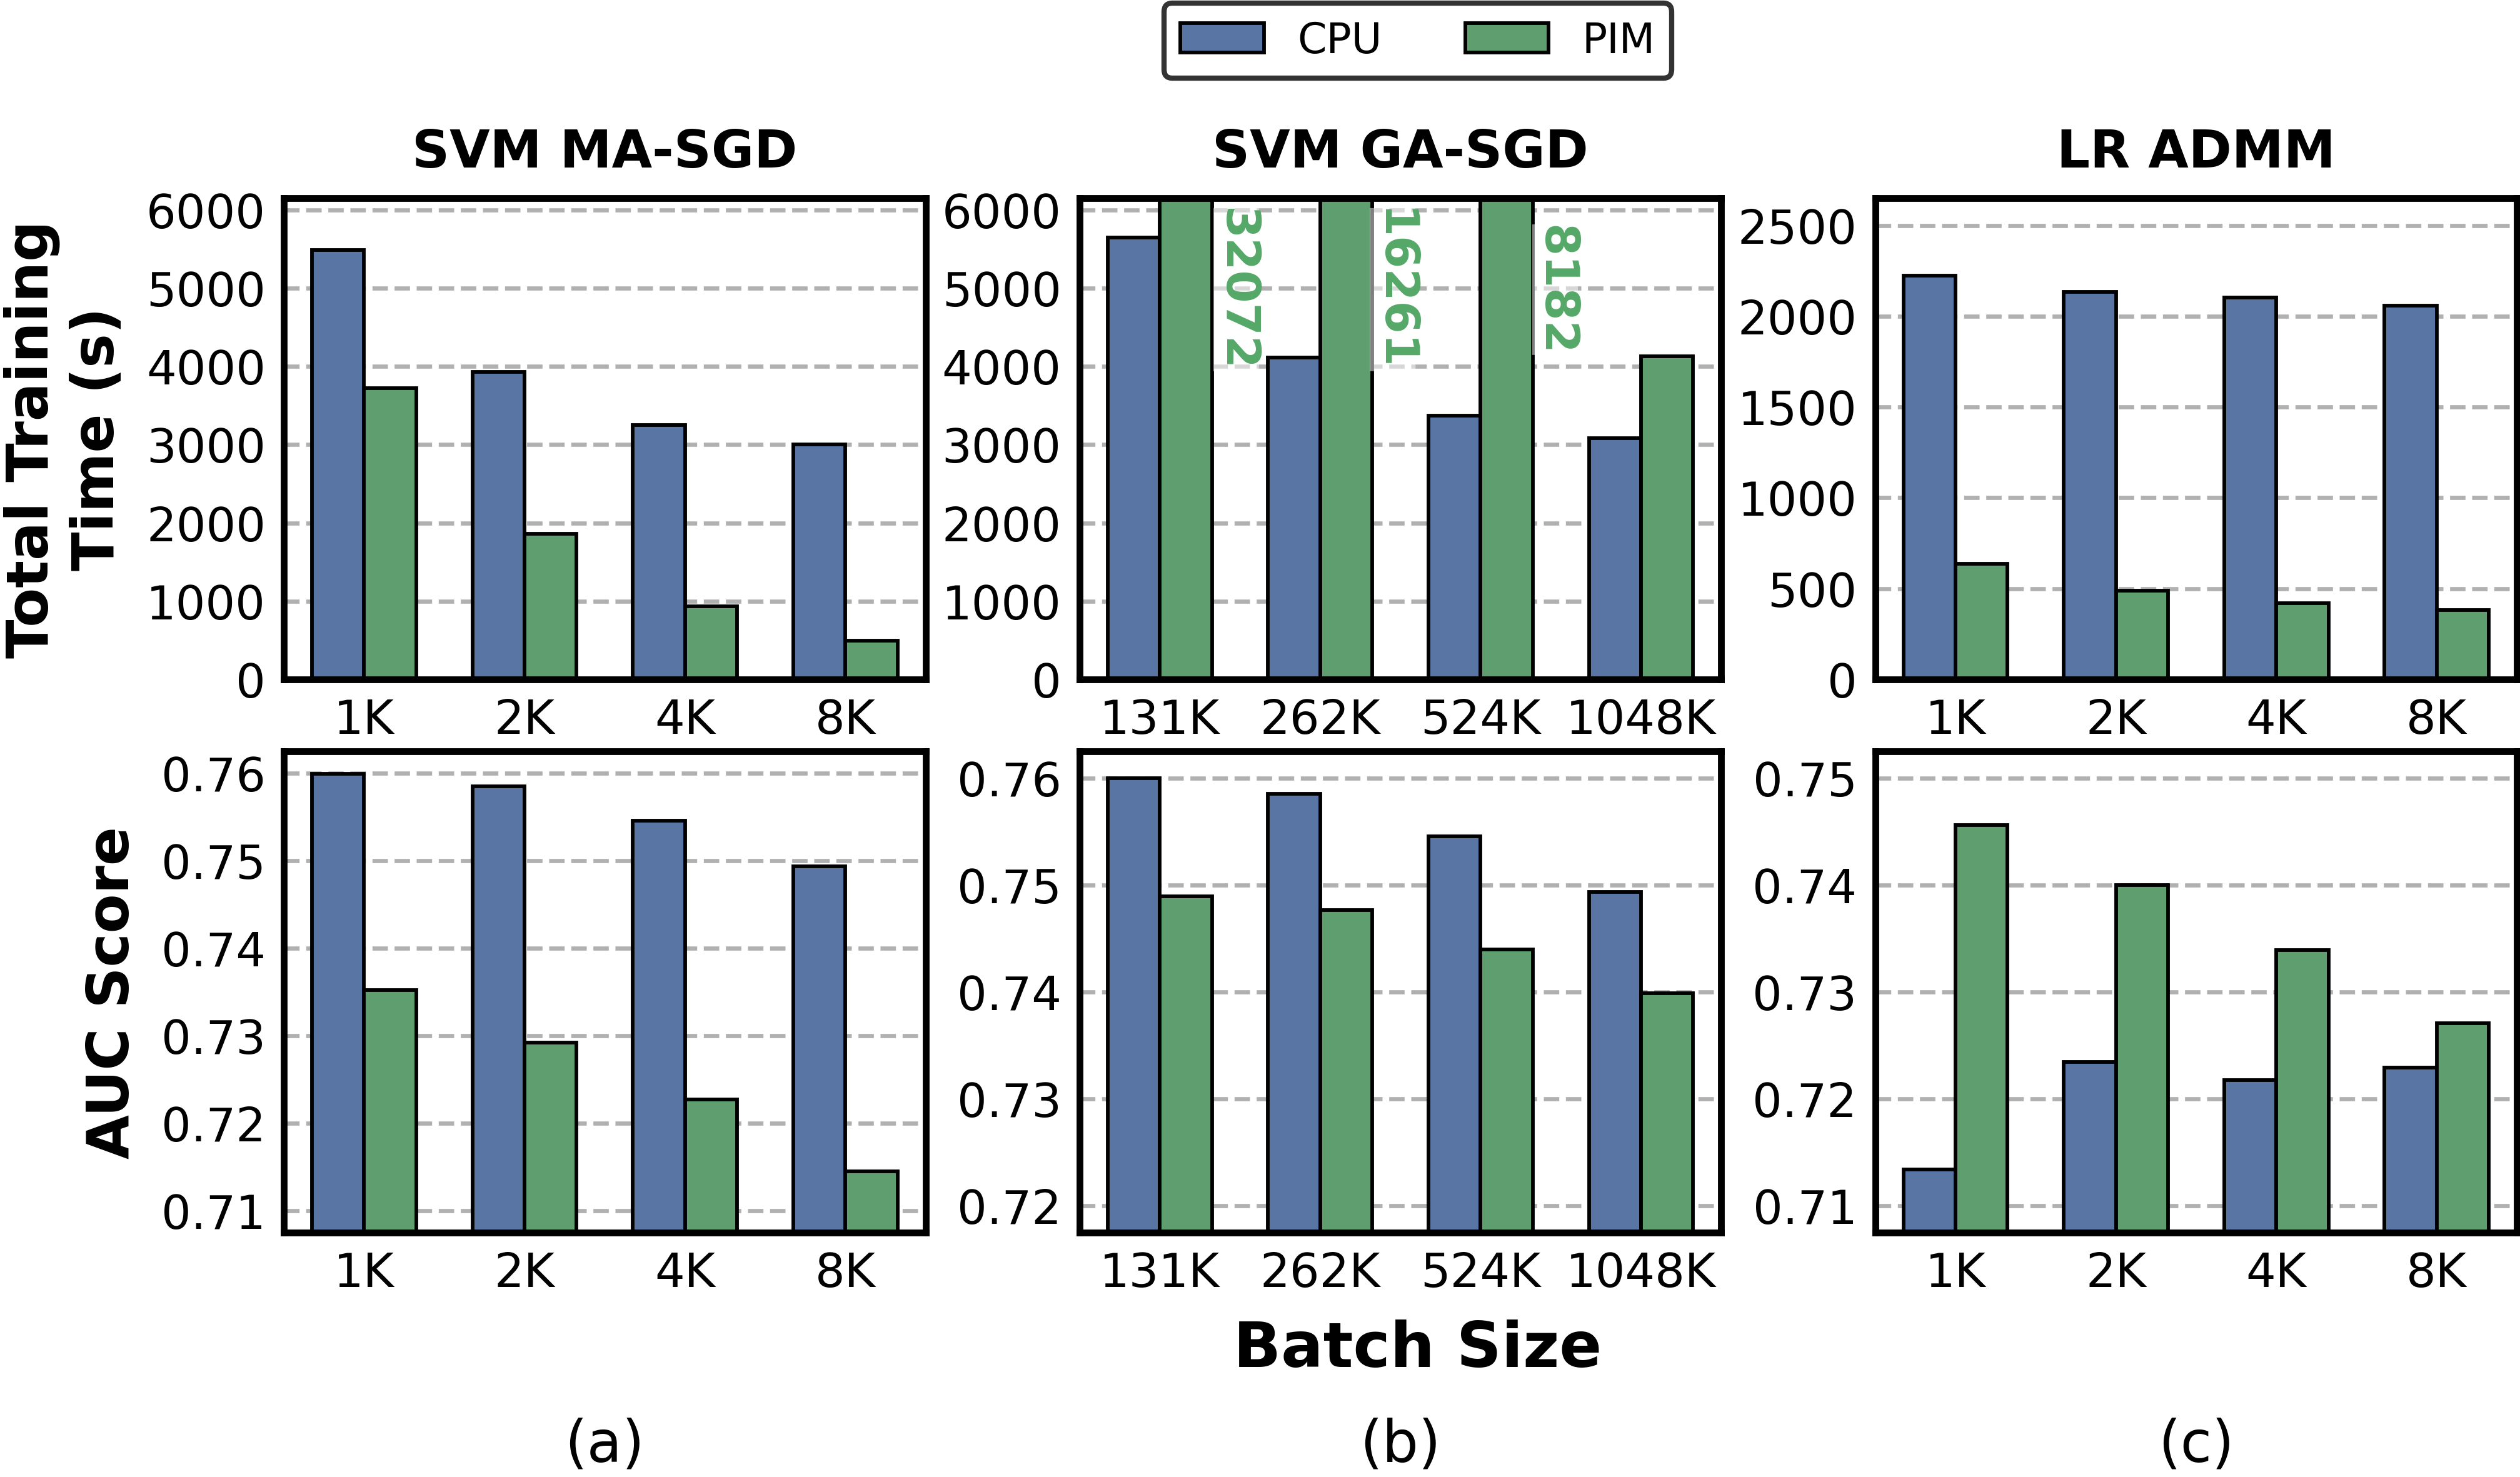 CPU PIM
SVM MA-SGD
SVM GA-SGD
LR ADMM
Total Training
Time (s)
6000
5000
4000
3000
2000
1000
0
1K 2K 4K 8K
6000
5000
4000
3000
2000
1000
0
32072
16261
8182
131K 262K 524K 1048K
2500
2000
1500
1000
500
0
1K 2K 4K 8K
AUC Score
0.76
0.75
0.74
0.73
0.72
0.71
1K 2K 4K 8K
0.76
0.75
0.74
0.73
0.72
131K 262K 524K 1048K
0.75
0.74
0.73
0.72
0.71
1K 2K 4K 8K
Batch Size
(a)
(b)
(c)